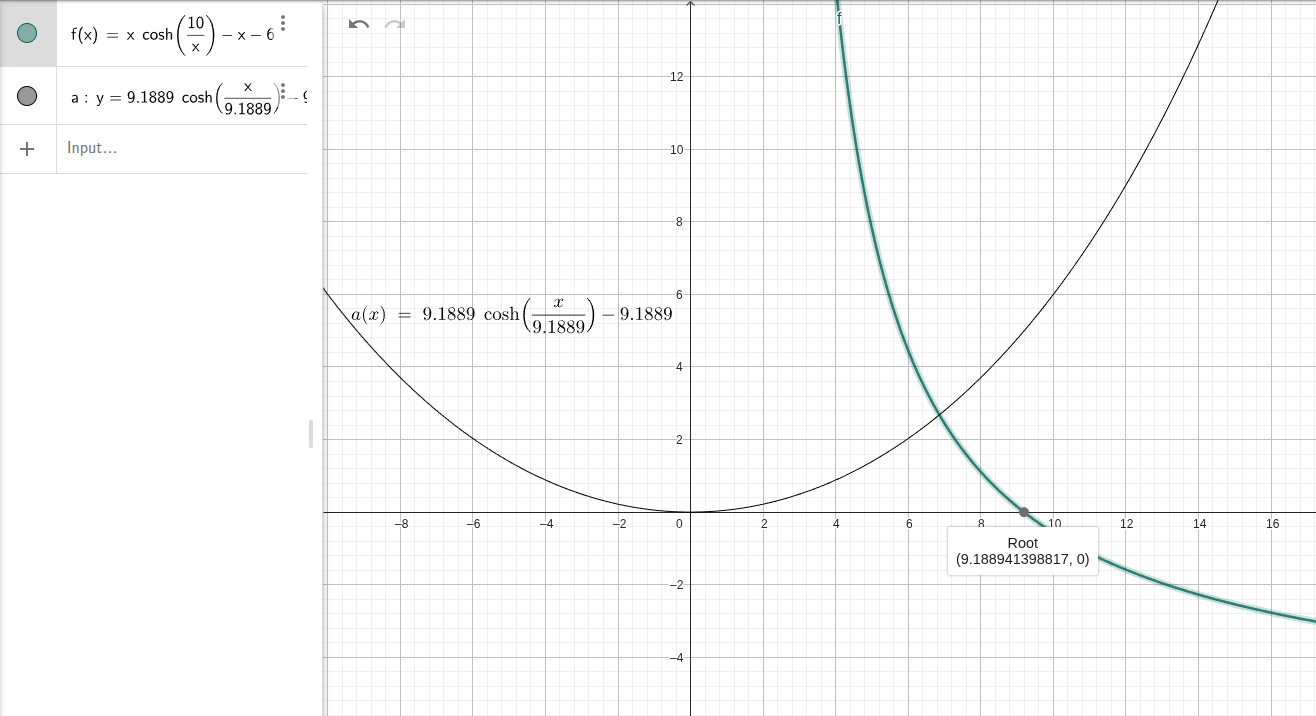 f(x) = x cosh(10/x) − x − 6
a : y = 9.1889 cosh(x/9.1889) − 9
+ Input…
f
12
10
8
6
a(x) = 9.1889 cosh(x/9.1889) − 9.1889
4
2
−8 −6 −4 −2 0 2 4 6 8 10 12 14 16
Root
(9.188941398817, 0)
−2
−4